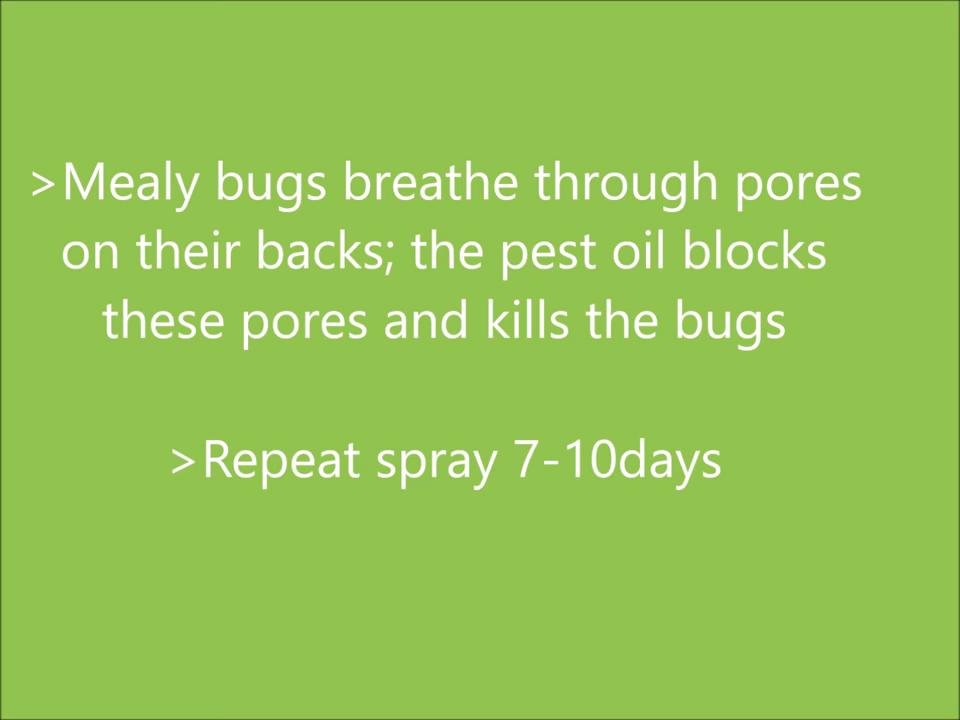 >Mealy bugs breathe through pores
on their backs; the pest oil blocks
these pores and kills the bugs
>Repeat spray 7-10days